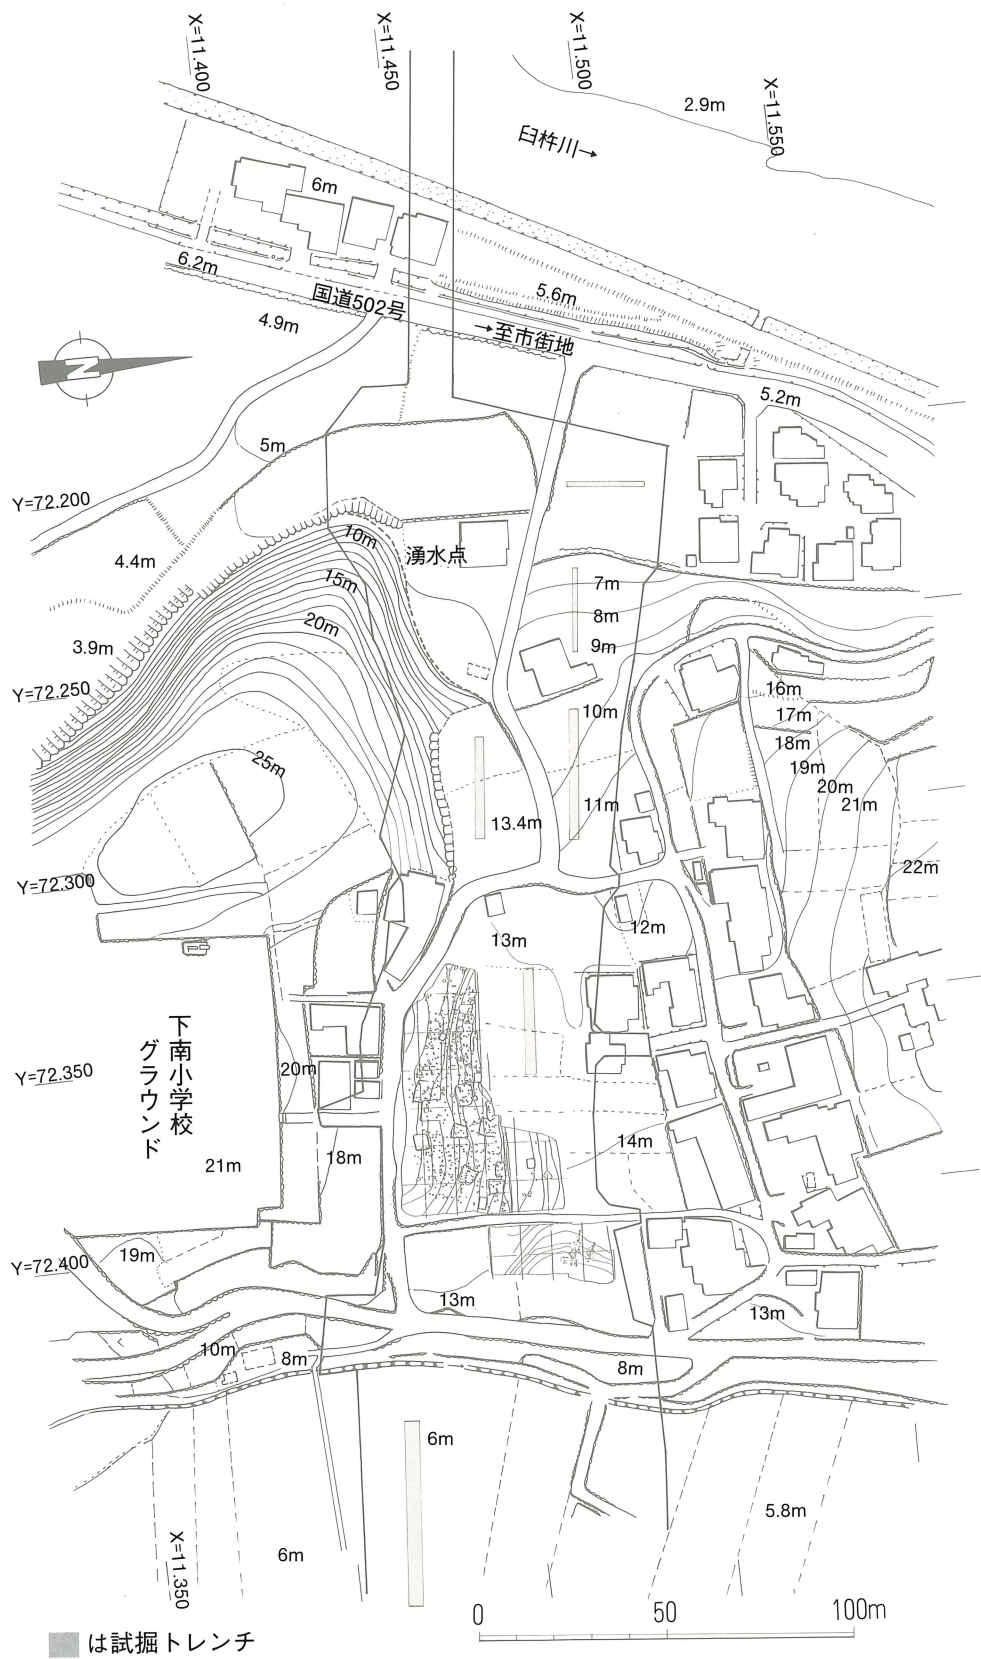 X=11.400
X=11.450
X=11.500
X=11.550
2.9m
臼杵川→
6m
6.2m
5.6m
国道502号
4.9m
→至市街地
N
5.2m
5m
Y=72.200
10m
湧水点
4.4m
15m
7m
20m
8m
3.9m
9m
Y=72.250
16m
10m
17m
18m
25m
19m
20m
11m
21m
13.4m
22m
Y=72.300
12m
13m
下南小学校
グラウンド
Y=72.350
20m
14m
18m
21m
19m
Y=72.400
13m
13m
10m
8m
8m
6m
5.8m
X=11.350
6m
0 50 100m
は試掘トレンチ